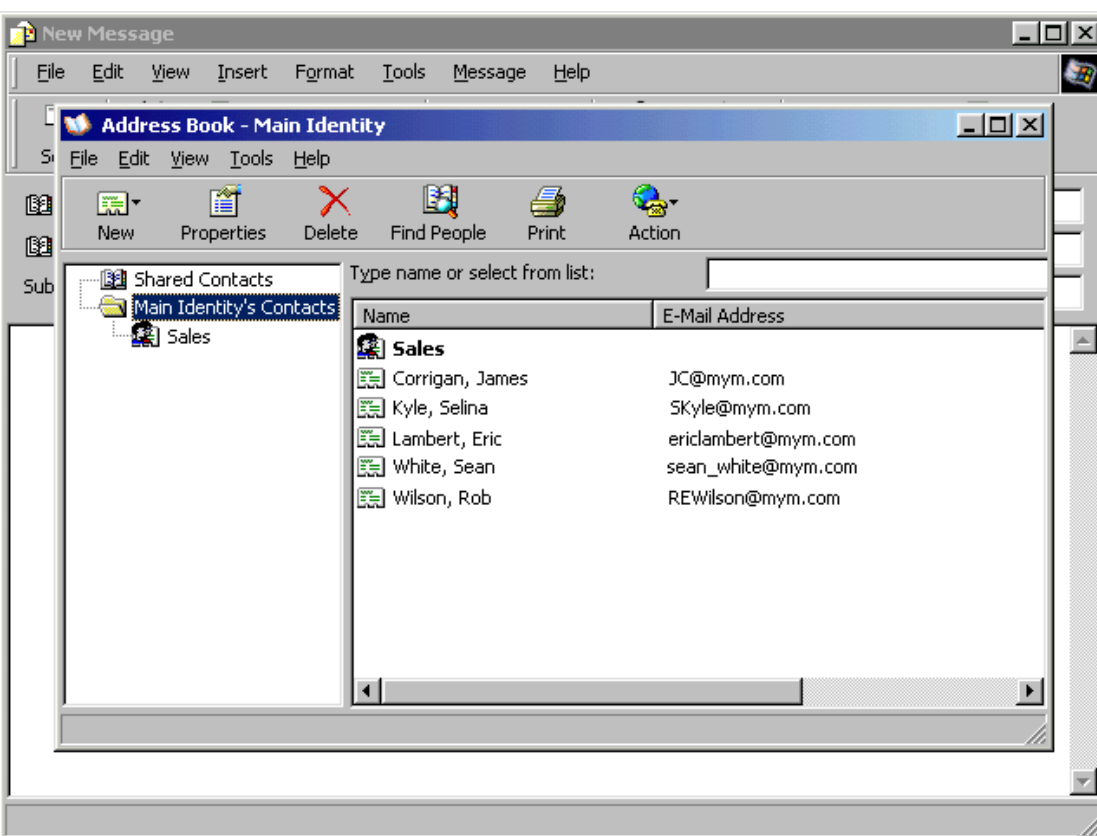 New Message
File Edit View Insert Format Tools Message Help
Address Book - Main Identity
File Edit View Tools Help
New Properties Delete Find People Print Action
Sub
Shared Contacts
Main Identity's Contacts
Sales
Type name or select from list:
Name E-Mail Address
Sales
Corrigan, James JC@mym.com
Kyle, Selina SKyle@mym.com
Lambert, Eric ericlambert@mym.com
White, Sean sean_white@mym.com
Wilson, Rob REWilson@mym.com